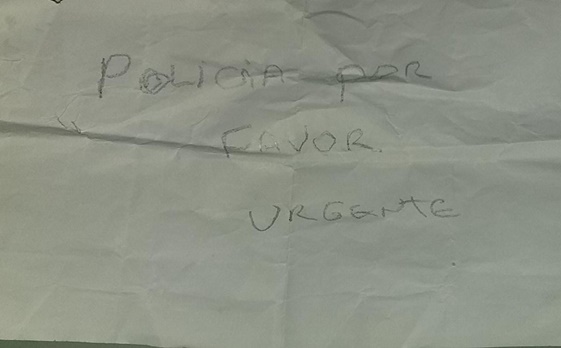 POLICIA POR
FAVOR.
URGENTE